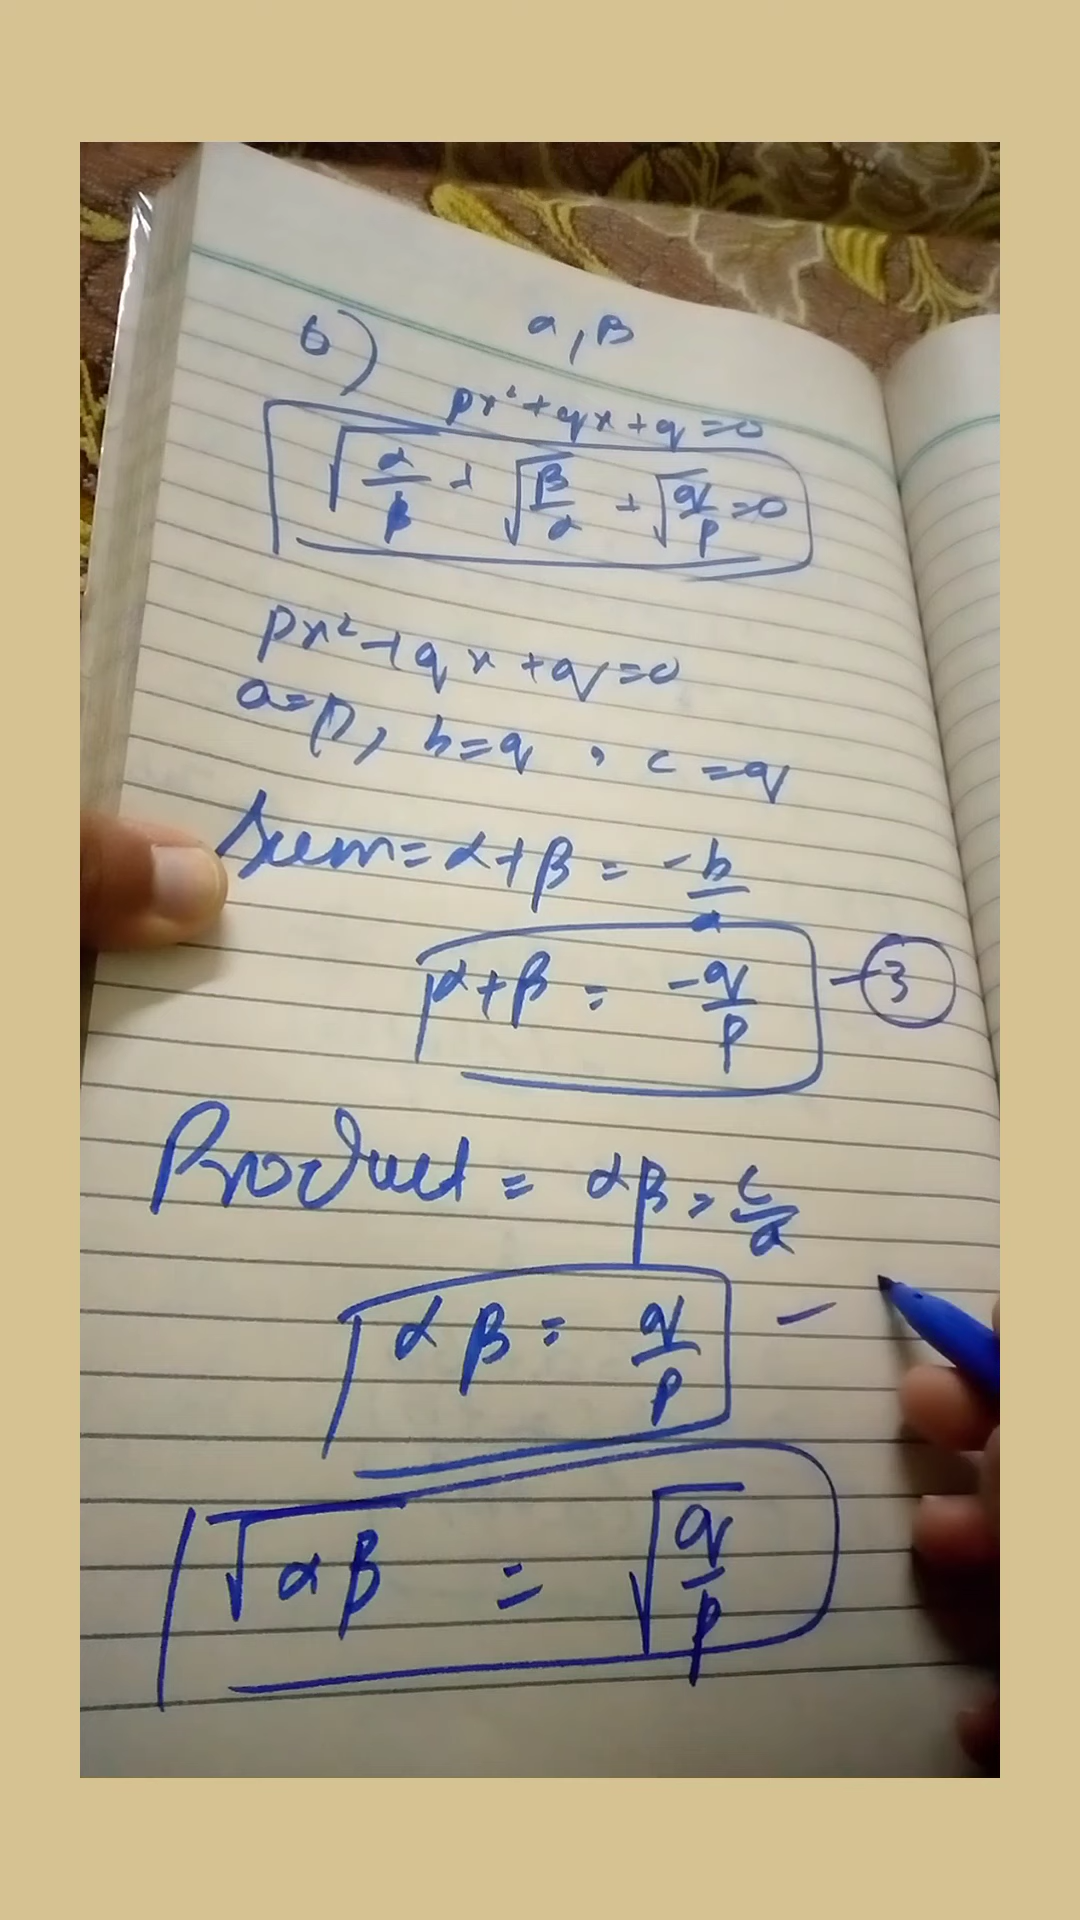 α, β
6)
px² + qx + q = 0
√(α/β) + √(β/α) + √(q/p) = 0
px² + qx + q = 0
a = p, b = q, c = q
Sum = α + β = -b/a
α + β = -q/p — ③
Product = αβ = c/a
αβ = q/p —
√αβ = √(q/p)